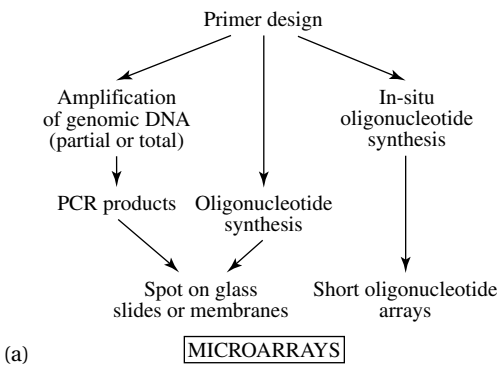 Primer design
Amplification
of genomic DNA
(partial or total)
In-situ
oligonucleotide
synthesis
PCR products
Oligonucleotide
synthesis
Spot on glass
slides or membranes
Short oligonucleotide
arrays
(a)
MICROARRAYS